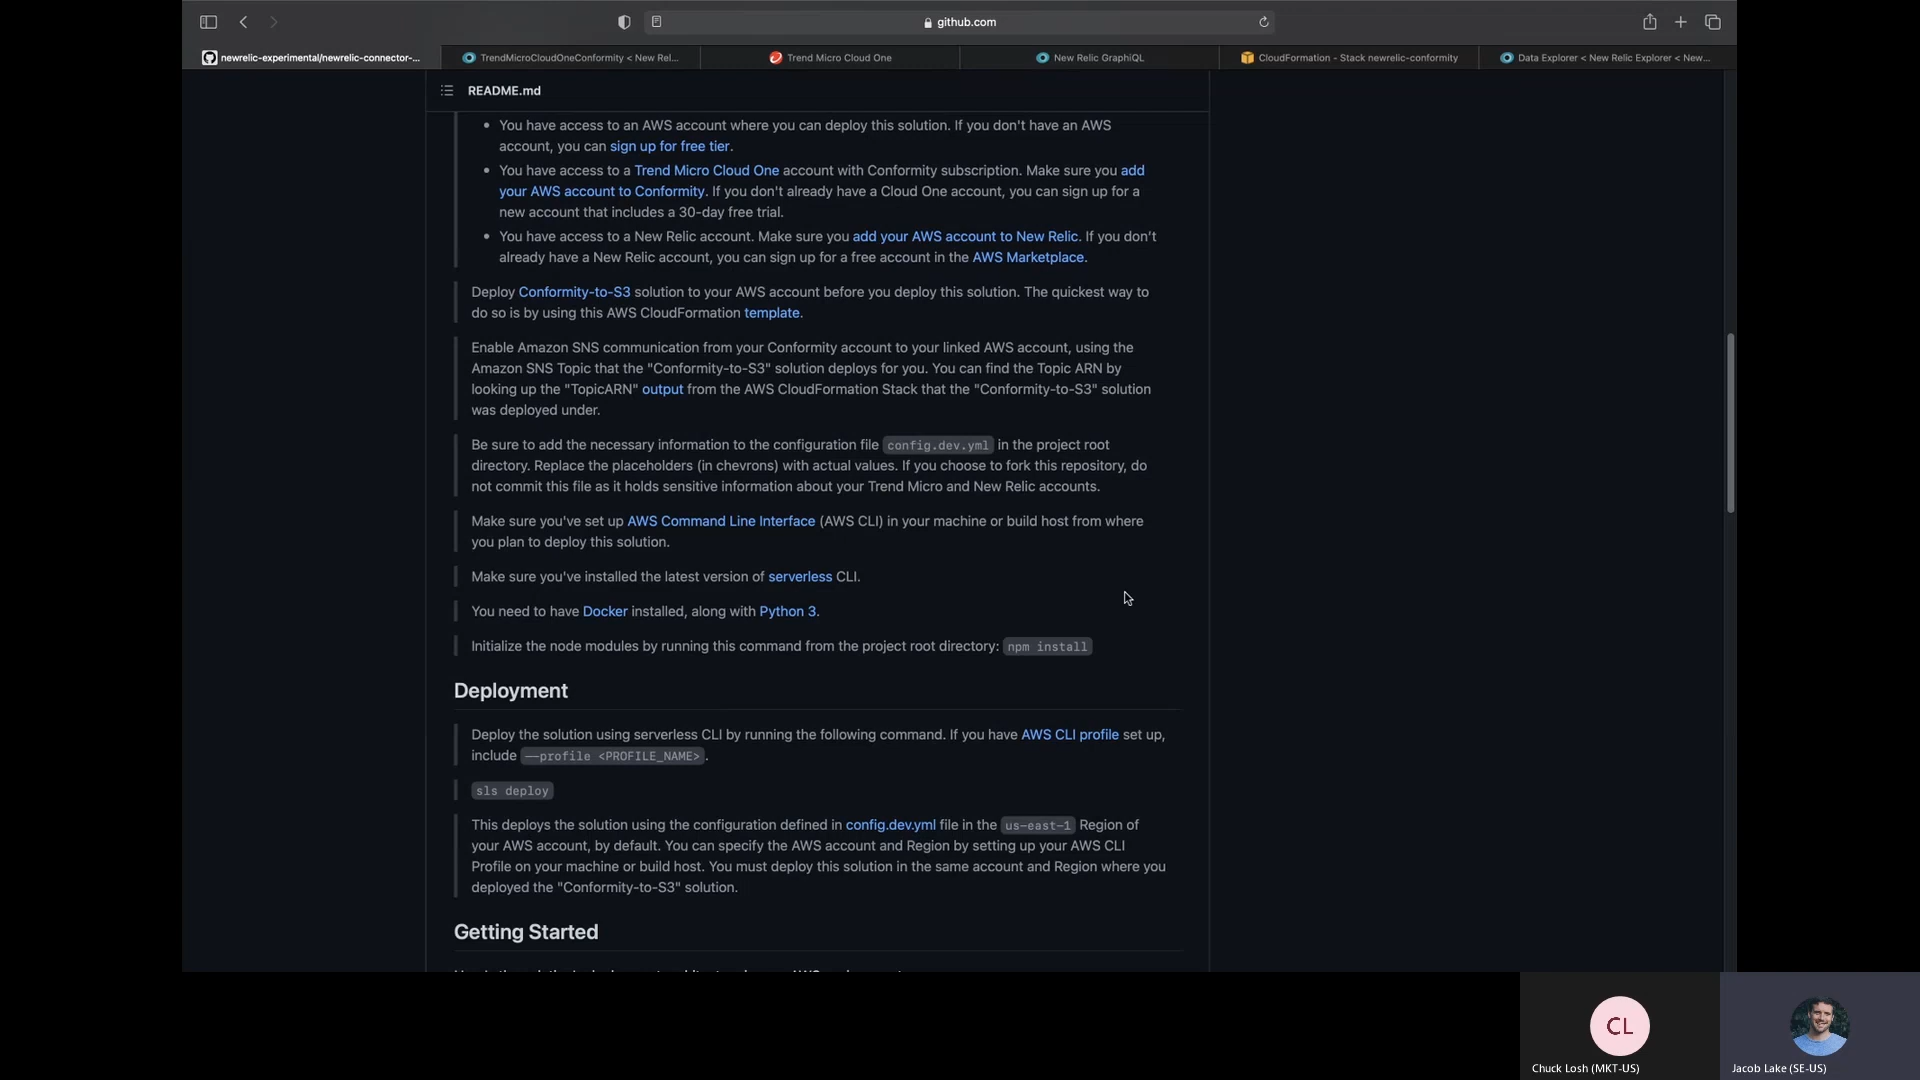 github.com
newrelic-experimental/newrelic-connector-...
TrendMicroCloudOneConformity < New Rel...
Trend Micro Cloud One
New Relic GraphiQL
CloudFormation - Stack newrelic-conformity
Data Explorer < New Relic Explorer < New...
README.md
• You have access to an AWS account where you can deploy this solution. If you don't have an AWS
account, you can sign up for free tier.
• You have access to a Trend Micro Cloud One account with Conformity subscription. Make sure you add
your AWS account to Conformity. If you don't already have a Cloud One account, you can sign up for a
new account that includes a 30-day free trial.
• You have access to a New Relic account. Make sure you add your AWS account to New Relic. If you don't
already have a New Relic account, you can sign up for a free account in the AWS Marketplace.
Deploy Conformity-to-S3 solution to your AWS account before you deploy this solution. The quickest way to
do so is by using this AWS CloudFormation template.
Enable Amazon SNS communication from your Conformity account to your linked AWS account, using the
Amazon SNS Topic that the "Conformity-to-S3" solution deploys for you. You can find the Topic ARN by
looking up the "TopicARN" output from the AWS CloudFormation Stack that the "Conformity-to-S3" solution
was deployed under.
Be sure to add the necessary information to the configuration file config.dev.yml in the project root
directory. Replace the placeholders (in chevrons) with actual values. If you choose to fork this repository, do
not commit this file as it holds sensitive information about your Trend Micro and New Relic accounts.
Make sure you've set up AWS Command Line Interface (AWS CLI) in your machine or build host from where
you plan to deploy this solution.
Make sure you've installed the latest version of serverless CLI.
You need to have Docker installed, along with Python 3.
Initialize the node modules by running this command from the project root directory: npm install
Deployment
Deploy the solution using serverless CLI by running the following command. If you have AWS CLI profile set up,
include —profile <PROFILE_NAME>.
sls deploy
This deploys the solution using the configuration defined in config.dev.yml file in the us-east-1 Region of
your AWS account, by default. You can specify the AWS account and Region by setting up your AWS CLI
Profile on your machine or build host. You must deploy this solution in the same account and Region where you
deployed the "Conformity-to-S3" solution.
Getting Started
CL
Chuck Losh (MKT-US)
Jacob Lake (SE-US)